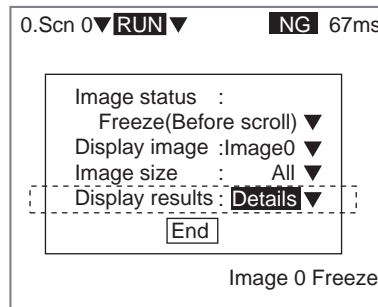 0.Scn 0▼ RUN ▼ NG 67ms
Image status :
Freeze(Before scroll) ▼
Display image :Image0 ▼
Image size : All ▼
Display results : Details ▼
End
Image 0 Freeze